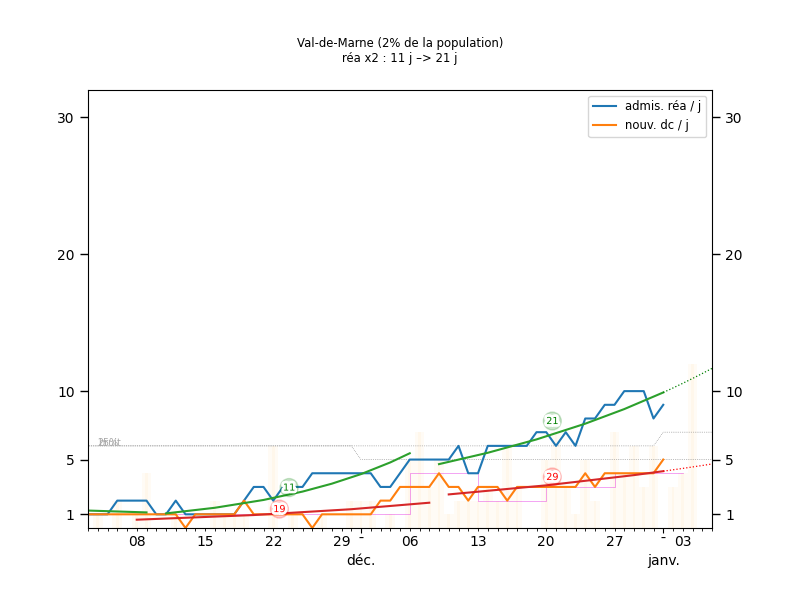 Val-de-Marne (2% de la population)
réa x2 : 11 j –> 21 j
admis. réa / j
nouv. dc / j
30 30
20 20
10 10
5 5
1 1
21
29
11
19
08 15 22 29 - 06 13 20 27 - 03
déc. janv.